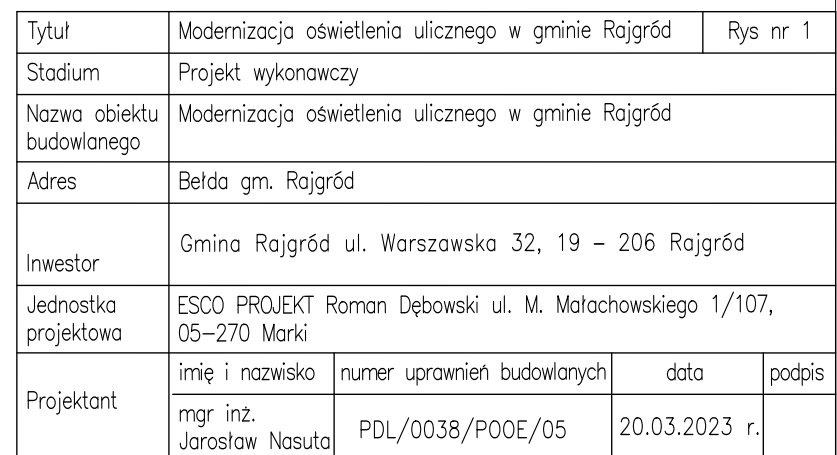 Tytuł Modernizacja oświetlenia ulicznego w gminie Rajgród Rys nr 1
Stadium Projekt wykonawczy
Nazwa obiektu budowlanego Modernizacja oświetlenia ulicznego w gminie Rajgród
Adres Bełda gm. Rajgród
Inwestor Gmina Rajgród ul. Warszawska 32, 19 – 206 Rajgród
Jednostka projektowa ESCO PROJEKT Roman Dębowski ul. M. Małachowskiego 1/107,
05–270 Marki
Projektant
imię i nazwisko numer uprawnień budowlanych data podpis
mgr inż.
Jarosław Nasuta PDL/0038/POOE/05 20.03.2023 r.